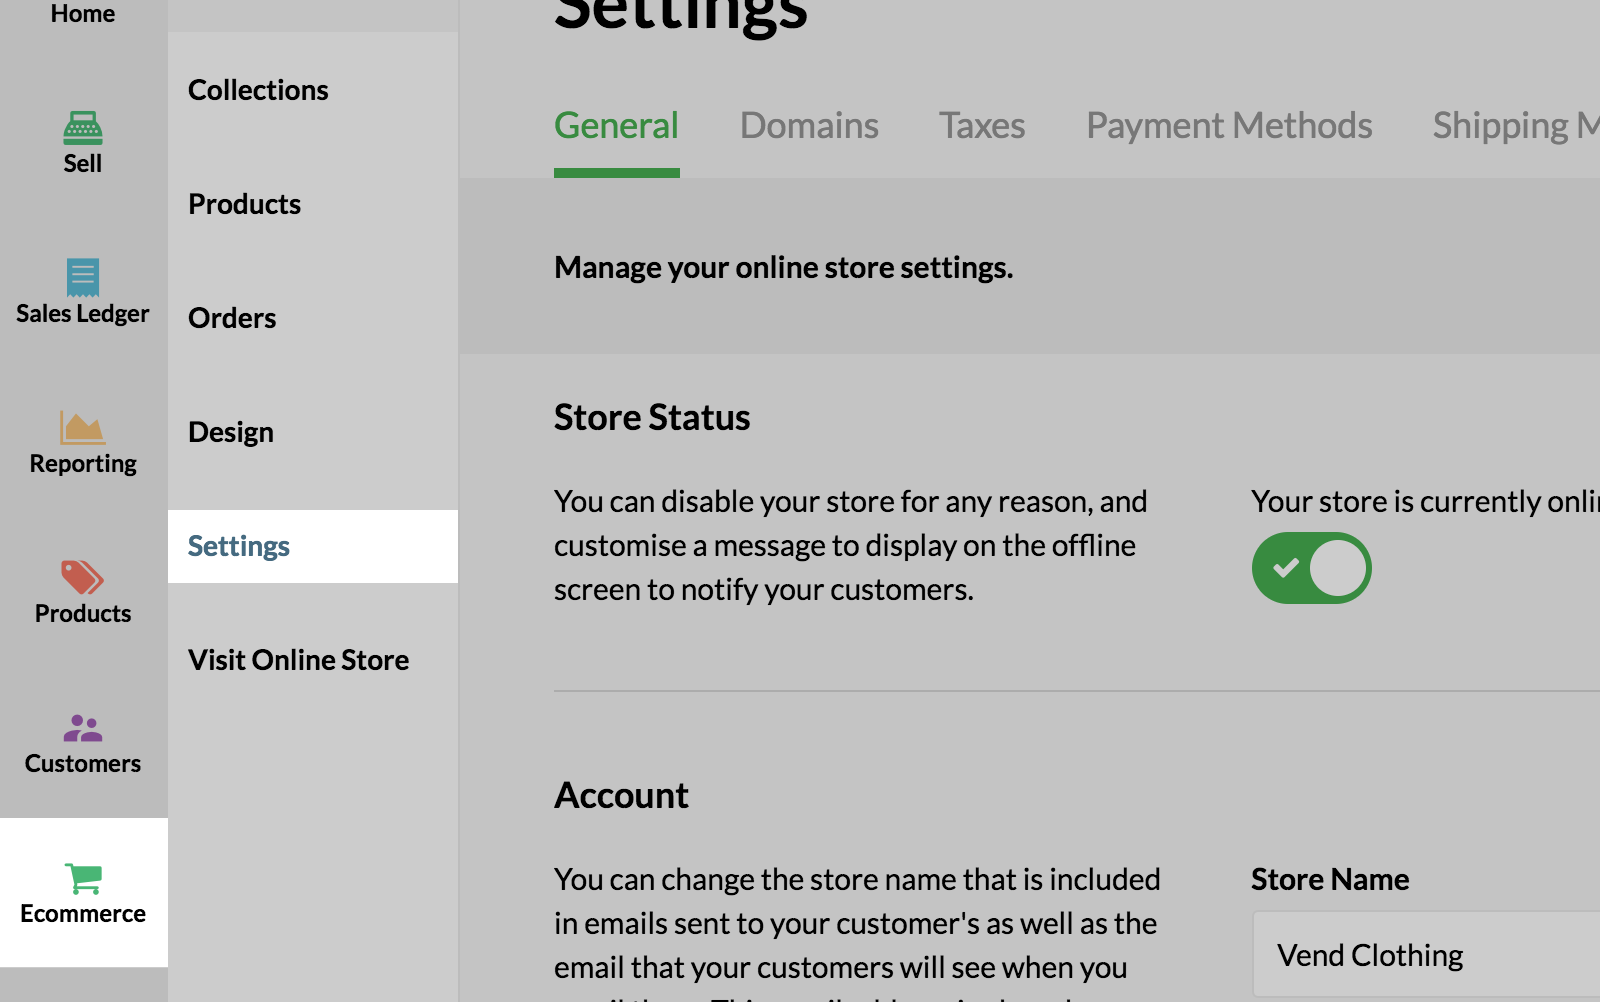 Home
Sell
Sales Ledger
Reporting
Products
Customers
Ecommerce
Collections
Products
Orders
Design
Settings
Visit Online Store
Settings
General Domains Taxes Payment Methods Shipping M
Manage your online store settings.
Store Status
You can disable your store for any reason, and
customise a message to display on the offline
screen to notify your customers.
Your store is currently onli
Account
You can change the store name that is included
in emails sent to your customer's as well as the
email that your customers will see when you
Store Name
Vend Clothing